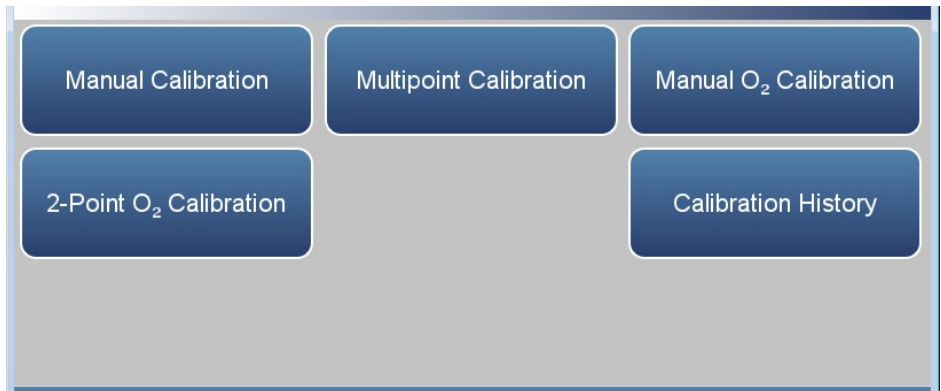 Manual Calibration
Multipoint Calibration
Manual O₂ Calibration
2-Point O₂ Calibration
Calibration History